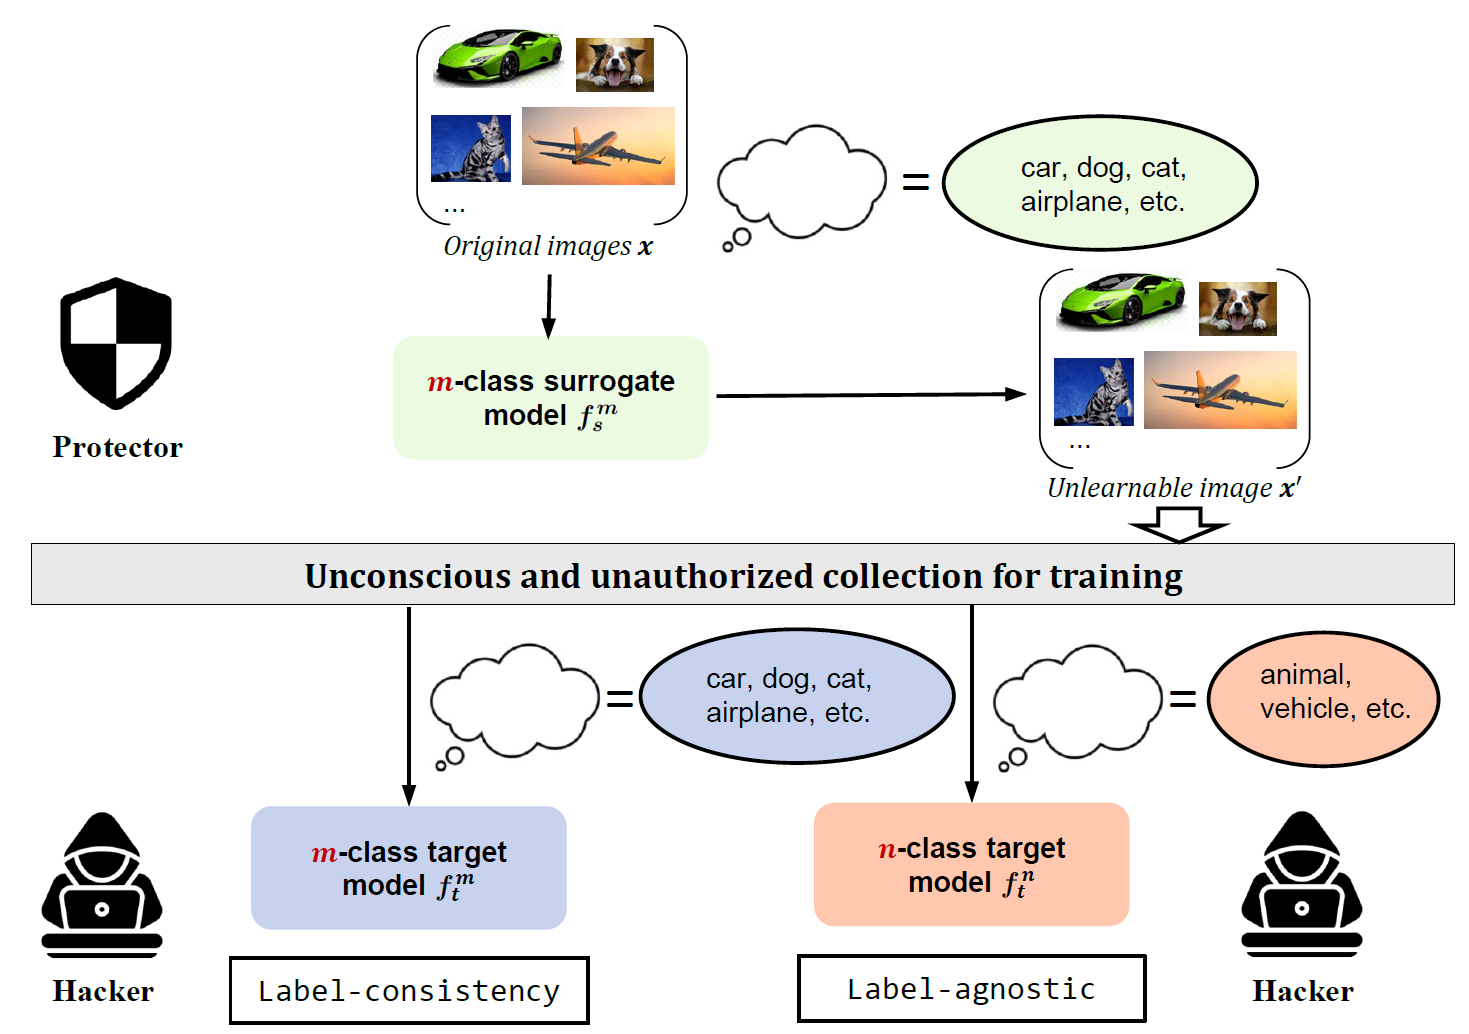 ...
Original images x
=
car, dog, cat,
airplane, etc.
Protector
m-class surrogate
model f_s^m
...
Unlearnable image x′
Unconscious and unauthorized collection for training
=
car, dog, cat,
airplane, etc.
=
animal,
vehicle, etc.
m-class target
model f_t^m
n-class target
model f_t^n
Hacker
Label-consistency
Label-agnostic
Hacker